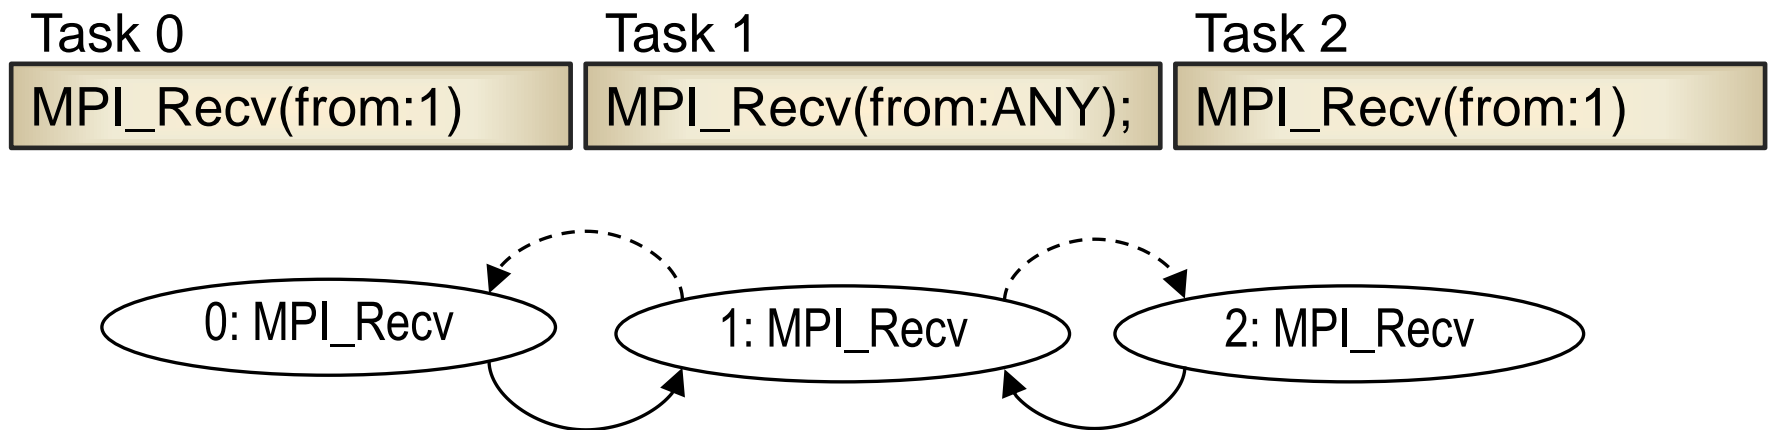 Task 0 Task 1 Task 2
MPI_Recv(from:1) MPI_Recv(from:ANY); MPI_Recv(from:1)
0: MPI_Recv 1: MPI_Recv 2: MPI_Recv